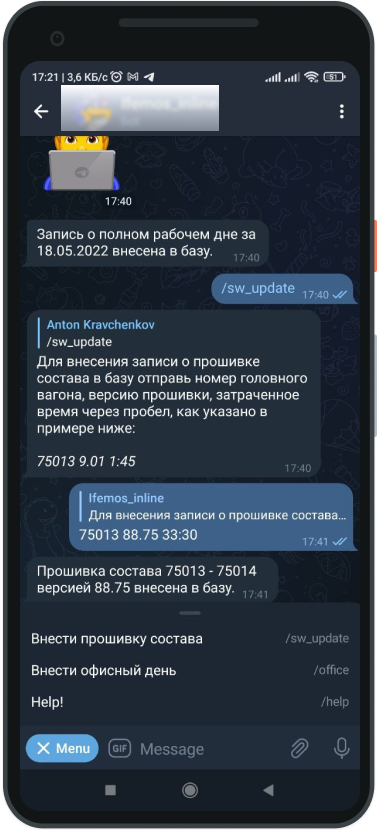 17:21 | 3,6 КБ/с
51
17:40
Запись о полном рабочем дне за
18.05.2022 внесена в базу. 17:40
/sw_update 17:40
Anton Kravchenkov
/sw_update
Для внесения записи о прошивке
состава в базу отправь номер головного
вагона, версию прошивки, затраченное
время через пробел, как указано в
примере ниже:
75013 9.01 1:45
17:40
Ifemos_inline
Для внесения записи о прошивке состава...
75013 88.75 33:30
17:41
Прошивка состава 75013 - 75014
версией 88.75 внесена в базу. 17:41
Внести прошивку состава /sw_update
Внести офисный день /office
Help! /help
Menu GIF Message